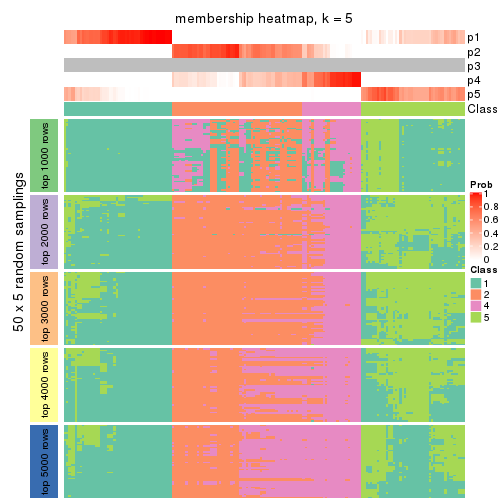 membership heatmap, k = 5
p1
p2
p3
p4
p5
Class
50 x 5 random samplings
top 1000 rows
top 2000 rows
top 3000 rows
top 4000 rows
top 5000 rows
Prob
1
0.8
0.6
0.4
0.2
0
Class
1
2
4
5